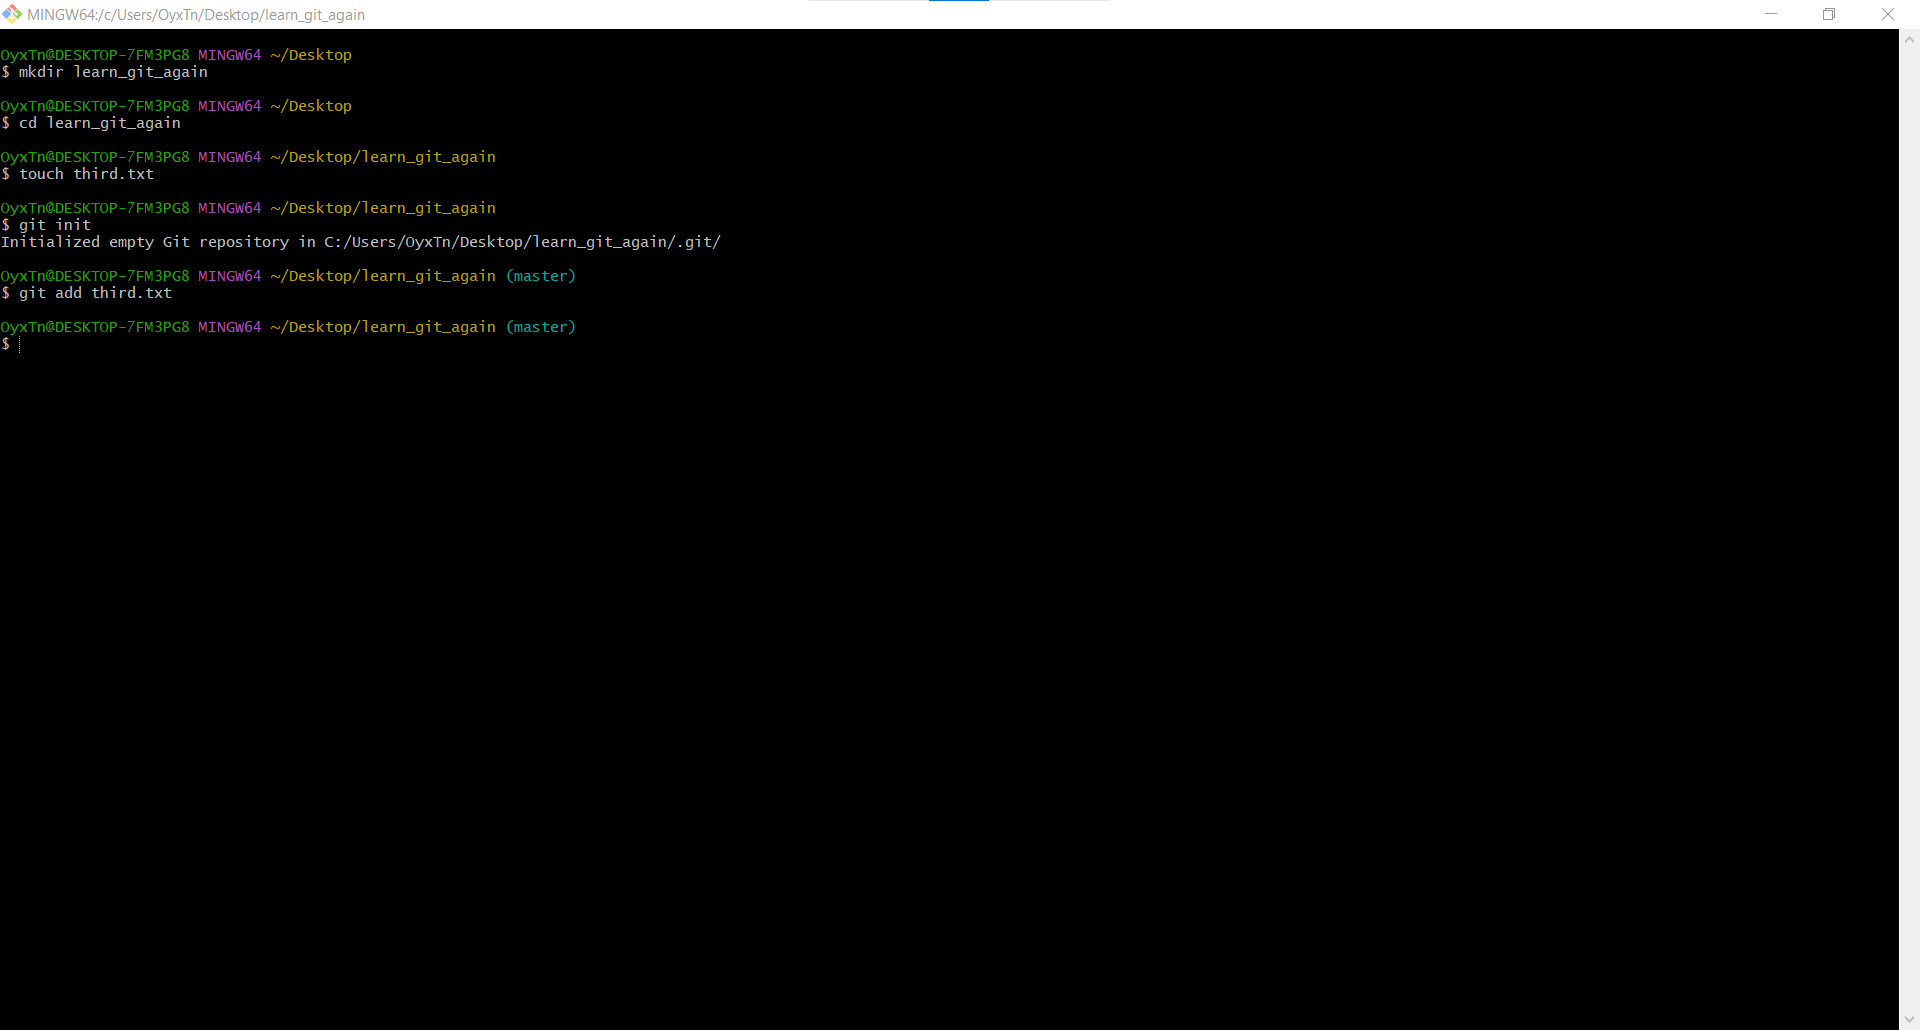 MINGW64:/c/Users/OyxTn/Desktop/learn_git_again
OyxTn@DESKTOP-7FM3PG8 MINGW64 ~/Desktop
$ mkdir learn_git_again
OyxTn@DESKTOP-7FM3PG8 MINGW64 ~/Desktop
$ cd learn_git_again
OyxTn@DESKTOP-7FM3PG8 MINGW64 ~/Desktop/learn_git_again
$ touch third.txt
OyxTn@DESKTOP-7FM3PG8 MINGW64 ~/Desktop/learn_git_again
$ git init
Initialized empty Git repository in C:/Users/OyxTn/Desktop/learn_git_again/.git/
OyxTn@DESKTOP-7FM3PG8 MINGW64 ~/Desktop/learn_git_again (master)
$ git add third.txt
OyxTn@DESKTOP-7FM3PG8 MINGW64 ~/Desktop/learn_git_again (master)
$